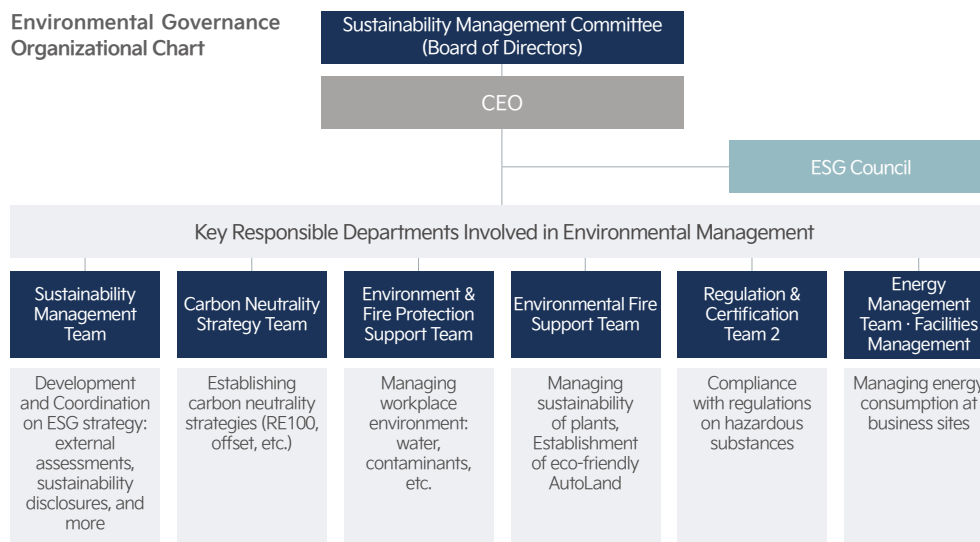 Environmental Governance
Organizational Chart
Sustainability Management Committee
(Board of Directors)
CEO
ESG Council
Key Responsible Departments Involved in Environmental Management
Sustainability
Management
Team
Carbon Neutrality
Strategy Team
Environment &
Fire Protection
Support Team
Environmental Fire
Support Team
Regulation &
Certification
Team 2
Energy
Management
Team · Facilities
Management
Development
and Coordination
on ESG strategy:
external
assessments,
sustainability
disclosures, and
more
Establishing
carbon neutrality
strategies (RE100,
offset, etc.)
Managing
workplace
environment:
water,
contaminants,
etc.
Managing
sustainability
of plants,
Establishment
of eco-friendly
AutoLand
Compliance
with regulations
on hazardous
substances
Managing energy
consumption at
business sites